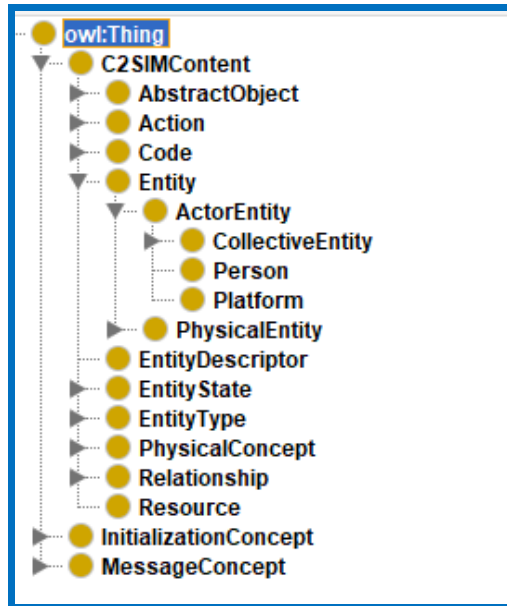 owl:Thing
C2SIMContent
AbstractObject
Action
Code
Entity
ActorEntity
CollectiveEntity
Person
Platform
PhysicalEntity
EntityDescriptor
EntityState
EntityType
PhysicalConcept
Relationship
Resource
InitializationConcept
MessageConcept